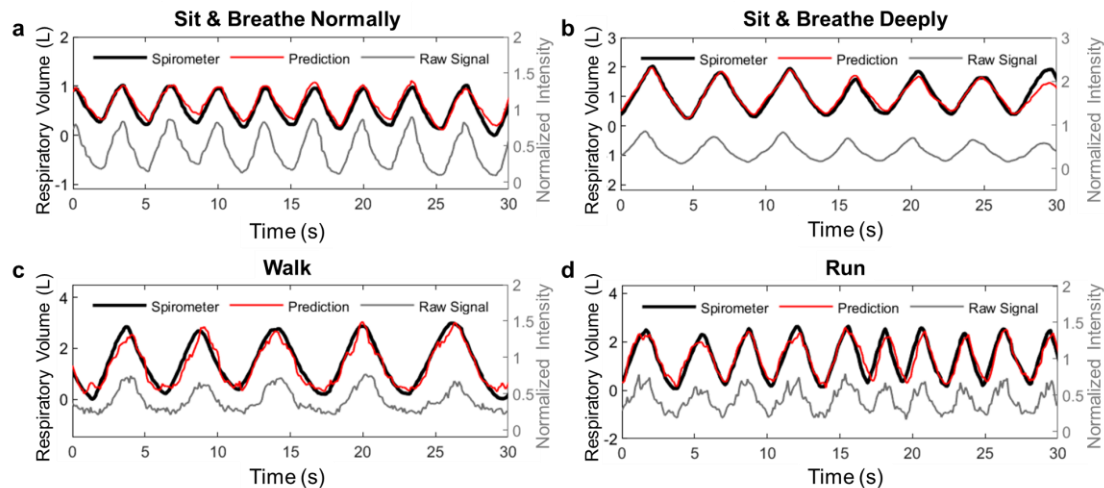 a Sit & Breathe Normally
Respiratory Volume (L)
2
1
0
-1
Spirometer Prediction Raw Signal
2
1.5
1
0.5
0
Normalized Intensity
0 5 10 15 20 25 30
Time (s)
b Sit & Breathe Deeply
Respiratory Volume (L)
3
2
1
0
1
2
Spirometer Prediction Raw Signal
3
2
1
0
Normalized Intensity
0 5 10 15 20 25 30
Time (s)
c Walk
Respiratory Volume (L)
4
2
0
Spirometer Prediction Raw Signal
2
1.5
1
0.5
0
Normalized Intensity
0 5 10 15 20 25 30
Time (s)
d Run
Respiratory Volume (L)
4
2
0
-2
Spirometer Prediction Raw Signal
2
1.5
1
0.5
0
Normalized Intensity
0 5 10 15 20 25 30
Time (s)